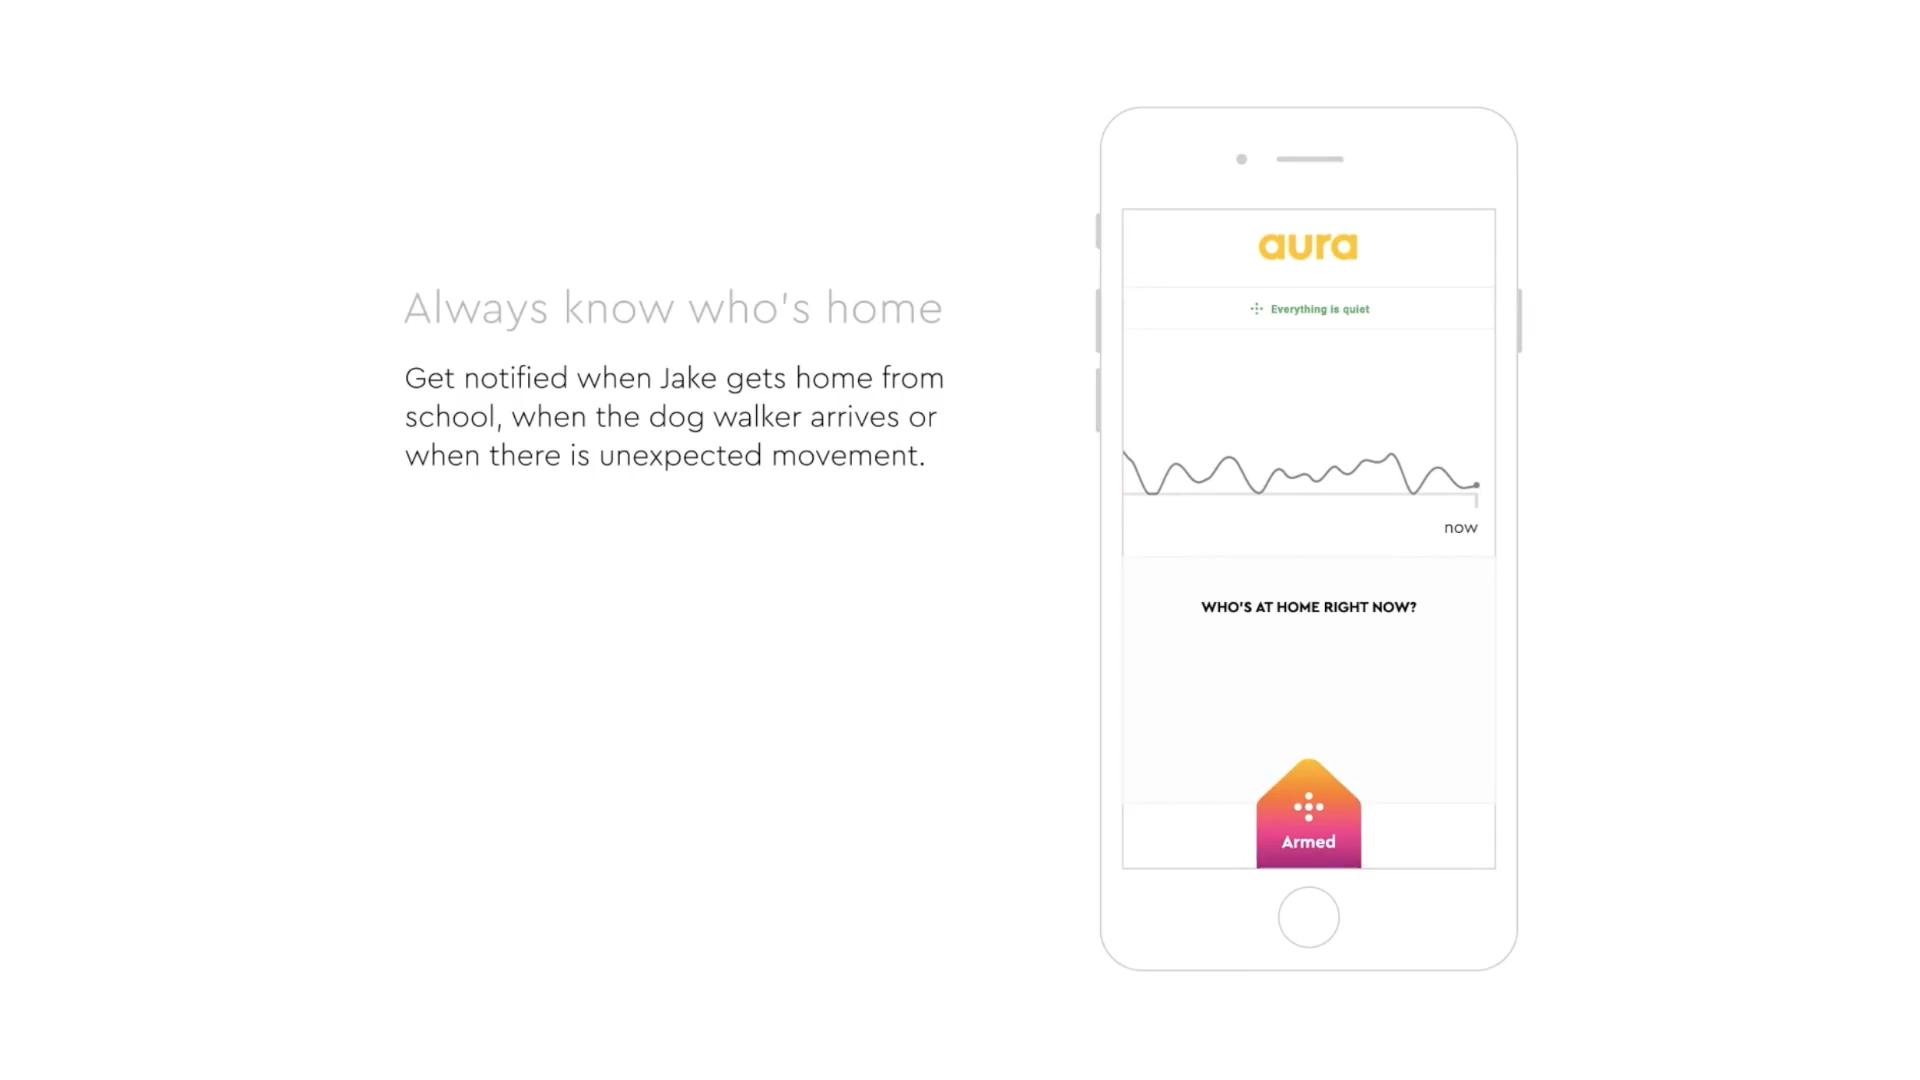 Always know who's home
Get notified when Jake gets home from
school, when the dog walker arrives or
when there is unexpected movement.
aura
Everything is quiet
now
WHO'S AT HOME RIGHT NOW?
Armed